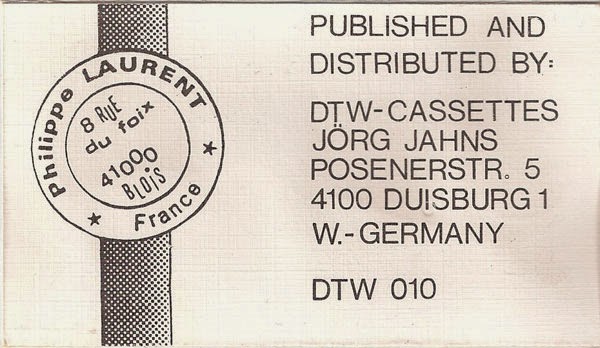 Philippe LAURENT
8 RUE
du foix
41000
BLOiS
★ France ★
PUBLISHED AND
DISTRIBUTED BY:
DTW-CASSETTES
JÖRG JAHNS
POSENERSTR. 5
4100 DUISBURG 1
W.-GERMANY
DTW 010